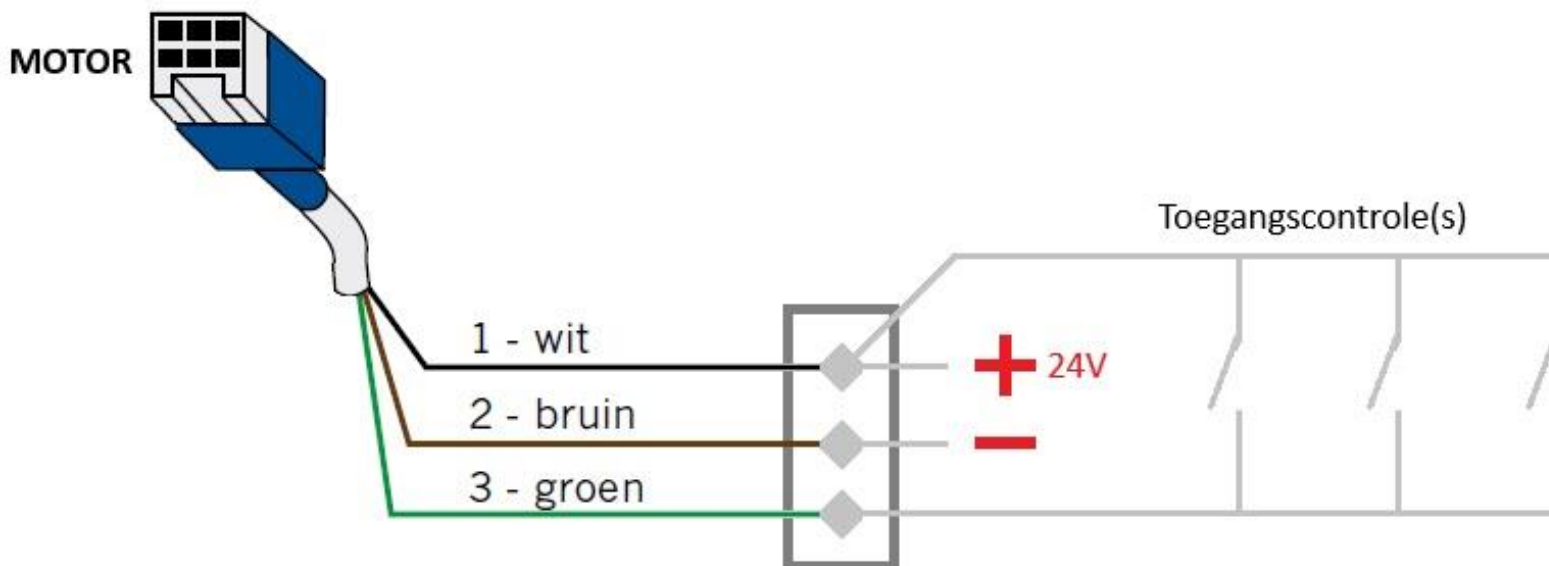 MOTOR
Toegangscontrole(s)
1 - wit
+ 24V
2 - bruin
−
3 - groen